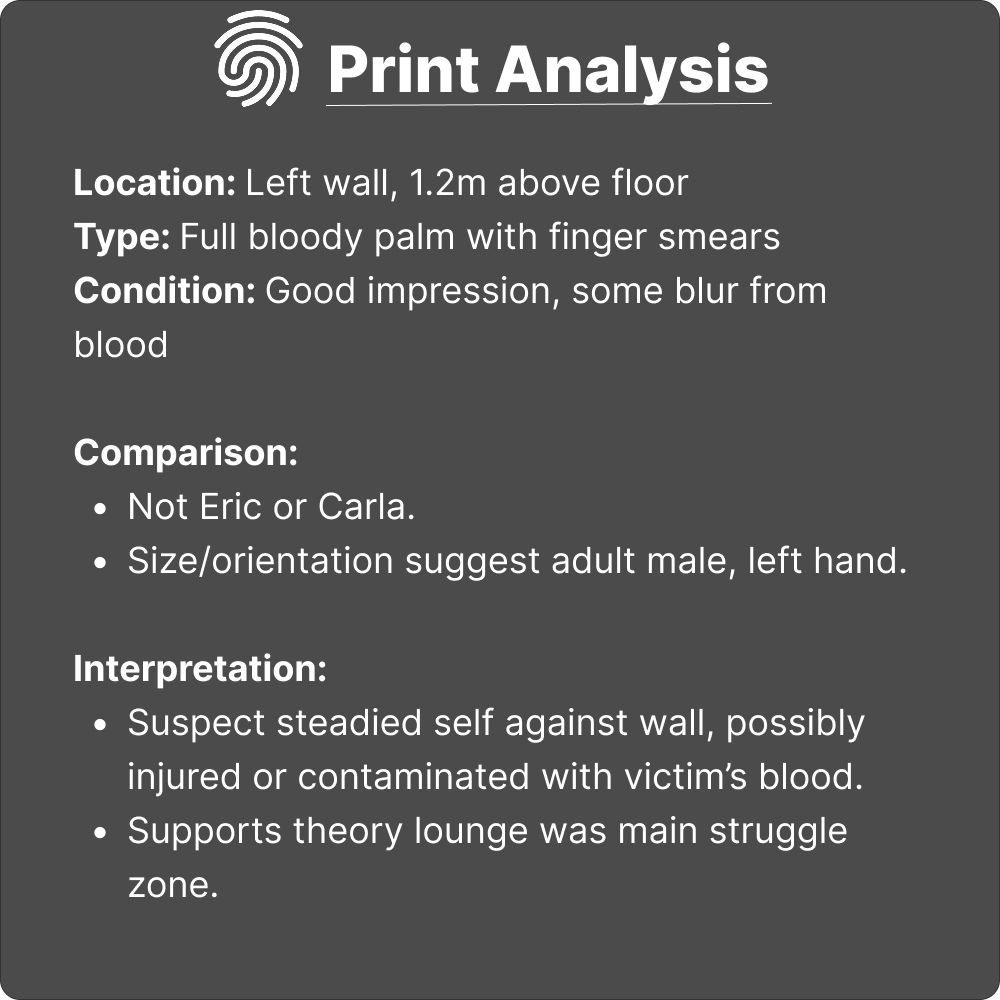 Print Analysis
Location: Left wall, 1.2m above floor
Type: Full bloody palm with finger smears
Condition: Good impression, some blur from
blood
Comparison:
• Not Eric or Carla.
• Size/orientation suggest adult male, left hand.
Interpretation:
• Suspect steadied self against wall, possibly
injured or contaminated with victim’s blood.
• Supports theory lounge was main struggle
zone.